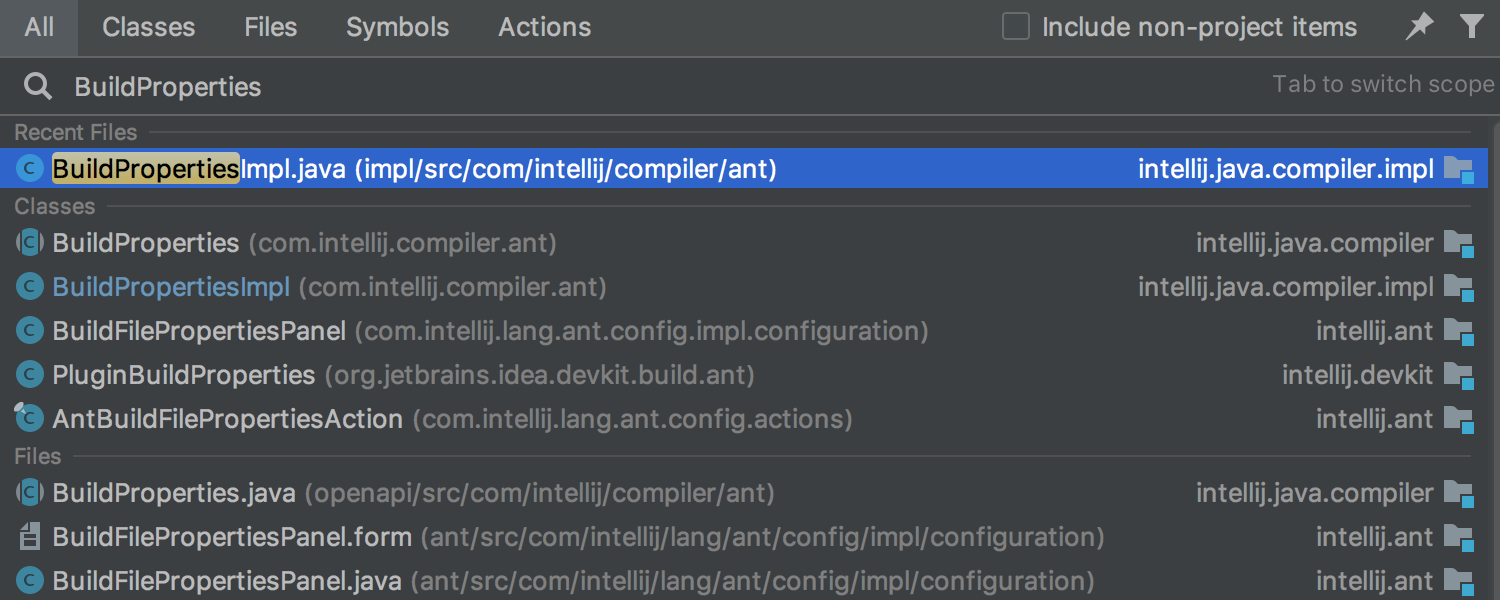 All Classes Files Symbols Actions Include non-project items
BuildProperties Tab to switch scope
Recent Files
BuildPropertiesImpl.java (impl/src/com/intellij/compiler/ant) intellij.java.compiler.impl
Classes
BuildProperties (com.intellij.compiler.ant) intellij.java.compiler
BuildPropertiesImpl (com.intellij.compiler.ant) intellij.java.compiler.impl
BuildFilePropertiesPanel (com.intellij.lang.ant.config.impl.configuration) intellij.ant
PluginBuildProperties (org.jetbrains.idea.devkit.build.ant) intellij.devkit
AntBuildFilePropertiesAction (com.intellij.lang.ant.config.actions) intellij.ant
Files
BuildProperties.java (openapi/src/com/intellij/compiler/ant) intellij.java.compiler
BuildFilePropertiesPanel.form (ant/src/com/intellij/lang/ant/config/impl/configuration) intellij.ant
BuildFilePropertiesPanel.java (ant/src/com/intellij/lang/ant/config/impl/configuration) intellij.ant